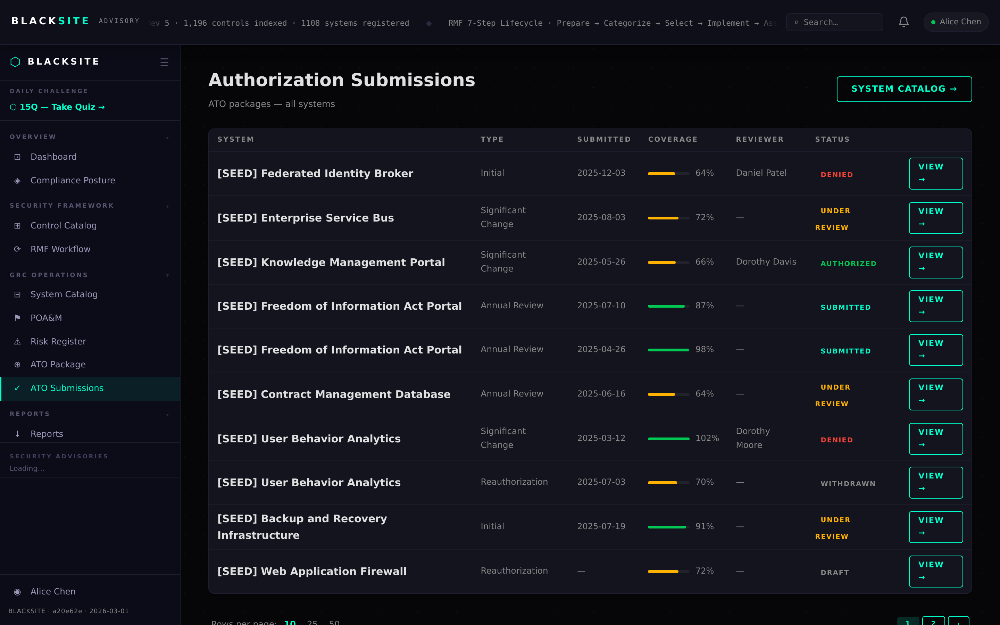 BLACKSITE ADVISORY
Rev 5 · 1,196 controls indexed · 1108 systems registered ◆ RMF 7-Step Lifecycle · Prepare → Categorize → Select → Implement →
Search…
Alice Chen
BLACKSITE
DAILY CHALLENGE
15Q — Take Quiz →
OVERVIEW
Dashboard
Compliance Posture
SECURITY FRAMEWORK
Control Catalog
RMF Workflow
GRC OPERATIONS
System Catalog
POA&M
Risk Register
ATO Package
ATO Submissions
REPORTS
Reports
SECURITY ADVISORIES
Loading…
Alice Chen
BLACKSITE · a20e62e · 2026-03-01
Authorization Submissions
ATO packages — all systems
SYSTEM CATALOG →
SYSTEM TYPE SUBMITTED COVERAGE REVIEWER STATUS
[SEED] Federated Identity Broker Initial 2025-12-03 64% Daniel Patel DENIED VIEW →
[SEED] Enterprise Service Bus Significant Change 2025-08-03 72% — UNDER REVIEW VIEW →
[SEED] Knowledge Management Portal Significant Change 2025-05-26 66% Dorothy Davis AUTHORIZED VIEW →
[SEED] Freedom of Information Act Portal Annual Review 2025-07-10 87% — SUBMITTED VIEW →
[SEED] Freedom of Information Act Portal Annual Review 2025-04-26 98% — SUBMITTED VIEW →
[SEED] Contract Management Database Annual Review 2025-06-16 64% — UNDER REVIEW VIEW →
[SEED] User Behavior Analytics Significant Change 2025-03-12 102% Dorothy Moore DENIED VIEW →
[SEED] User Behavior Analytics Reauthorization 2025-07-03 70% — WITHDRAWN VIEW →
[SEED] Backup and Recovery Infrastructure Initial 2025-07-19 91% — UNDER REVIEW VIEW →
[SEED] Web Application Firewall Reauthorization — 72% — DRAFT VIEW →
Rows per page: 10 25 50
1 2 ›